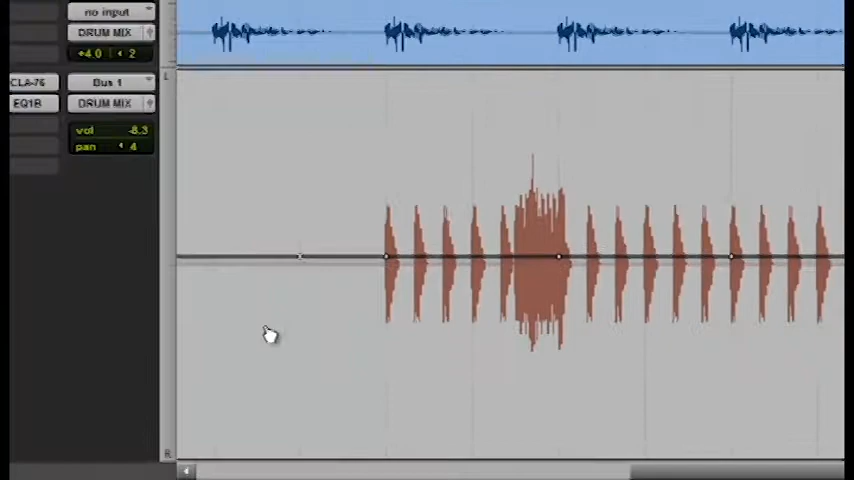 no input
DRUM MIX
+4.0 ◂ 2
CLA-76 Bus 1
EQ1B DRUM MIX
vol -8.3
pan ◂ 4
L
R